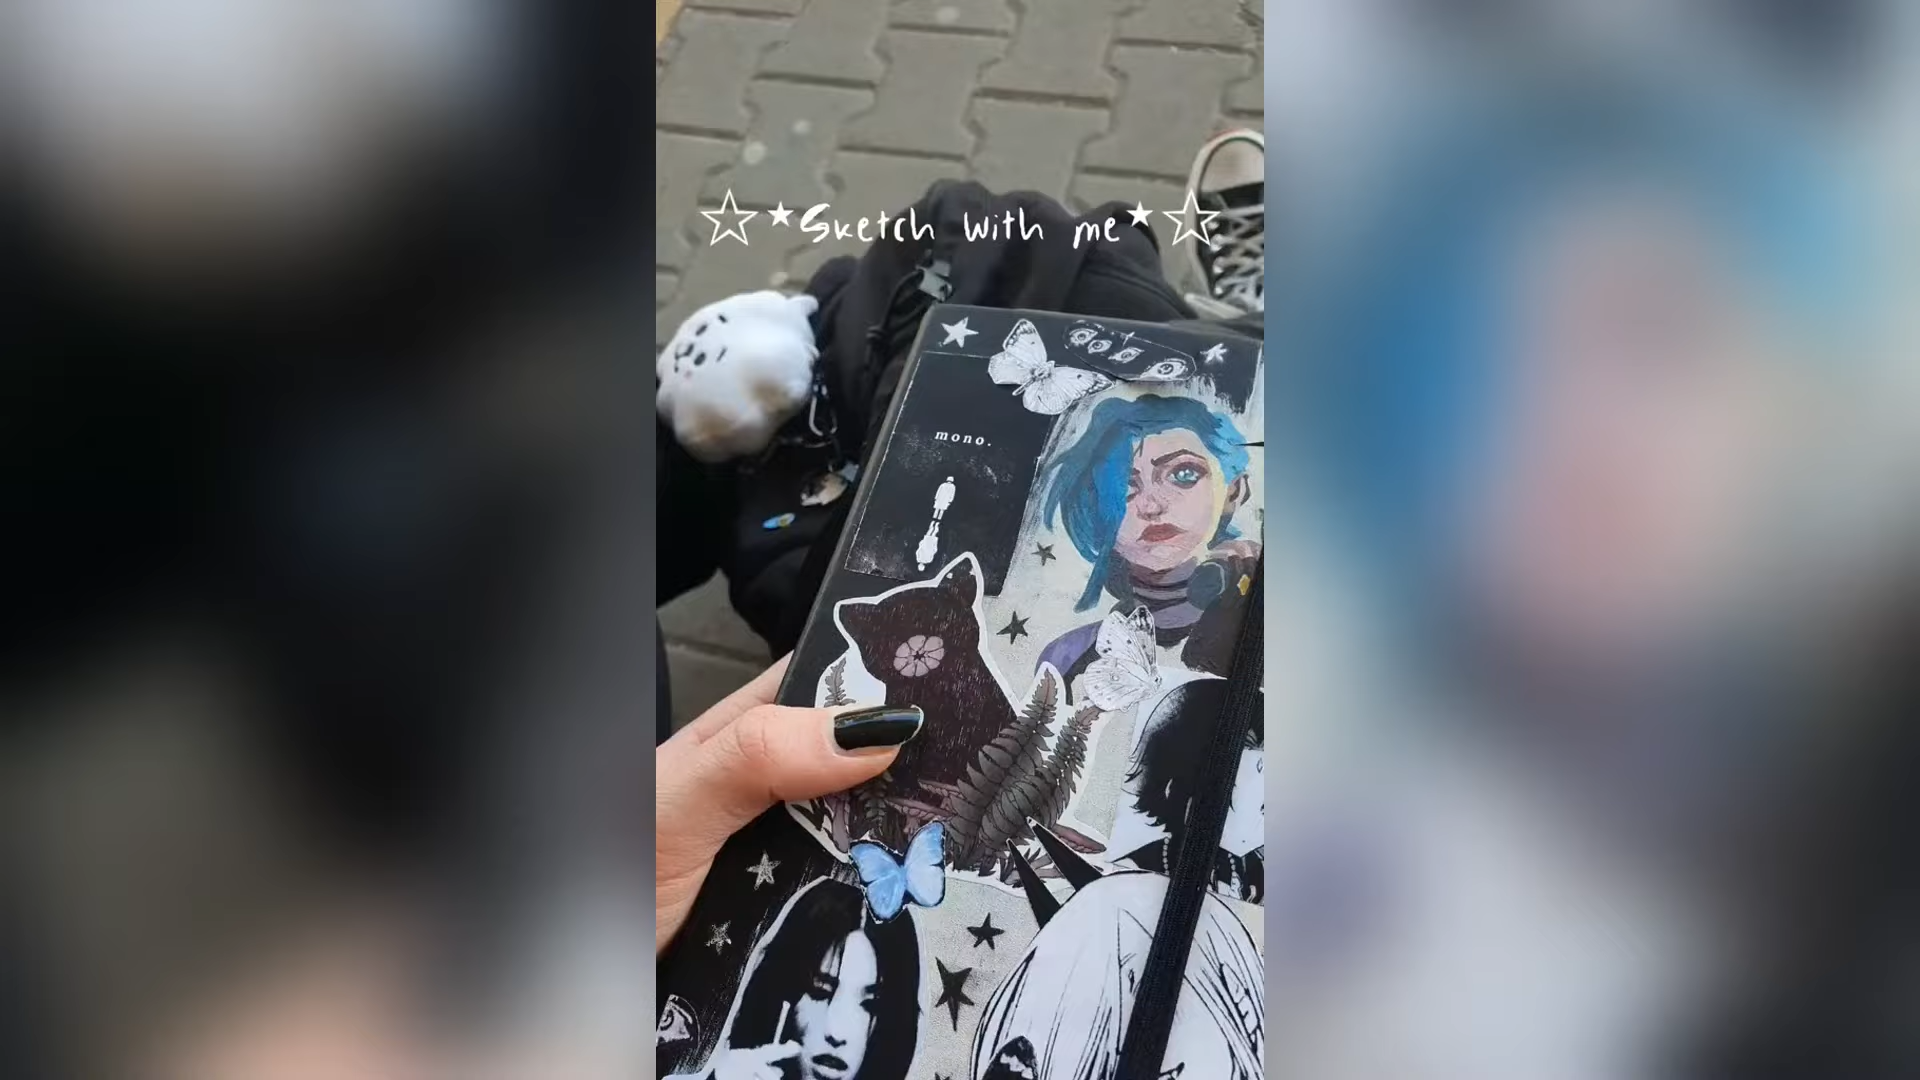 ☆★Sketch with me★☆
mono.